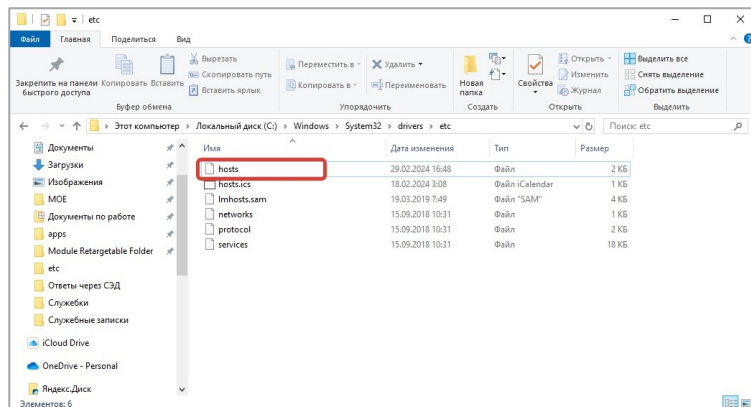 etc
Файл Главная Поделиться Вид
Закрепить на панели быстрого доступа
Копировать
Вставить
Вырезать
Скопировать путь
Вставить ярлык
Буфер обмена
Переместить в
Копировать в
Удалить
Переименовать
Упорядочить
Новая папка
Создать
Свойства
Открыть
Изменить
Журнал
Открыть
Выделить все
Снять выделение
Обратить выделение
Выделить
Этот компьютер > Локальный диск (C:) > Windows > System32 > drivers > etc
Поиск: etc
Документы
Загрузки
Изображения
МОЕ
Документы по работе
apps
Module Retargetable Folder
etc
Ответы через СЭД
Служебки
Служебные записки
iCloud Drive
OneDrive - Personal
Яндекс.Диск
Имя Дата изменения Тип Размер
hosts 29.02.2024 16:48 Файл 2 КБ
hosts.ics 18.02.2024 3:08 Файл iCalendar 1 КБ
lmhosts.sam 19.03.2019 7:49 Файл "SAM" 4 КБ
networks 15.09.2018 10:31 Файл 1 КБ
protocol 15.09.2018 10:31 Файл 2 КБ
services 15.09.2018 10:31 Файл 18 КБ
Элементов: 6